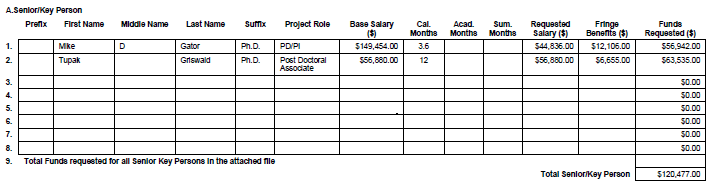 A.Senior/Key Person
Prefix First Name Middle Name Last Name Suffix Project Role Base Salary ($) Cal. Months Acad. Months Sum. Months Requested Salary ($) Fringe Benefits ($) Funds Requested ($)
1. Mike D Gator Ph.D. PD/PI $149,454.00 3.6 $44,836.00 $12,106.00 $56,942.00
2. Tupak Griswald Ph.D. Post Doctoral Associate $56,880.00 12 $56,880.00 $6,655.00 $63,535.00
3. $0.00
4. $0.00
5. $0.00
6. $0.00
7. $0.00
8. $0.00
9. Total Funds requested for all Senior Key Persons in the attached file
Total Senior/Key Person $120,477.00